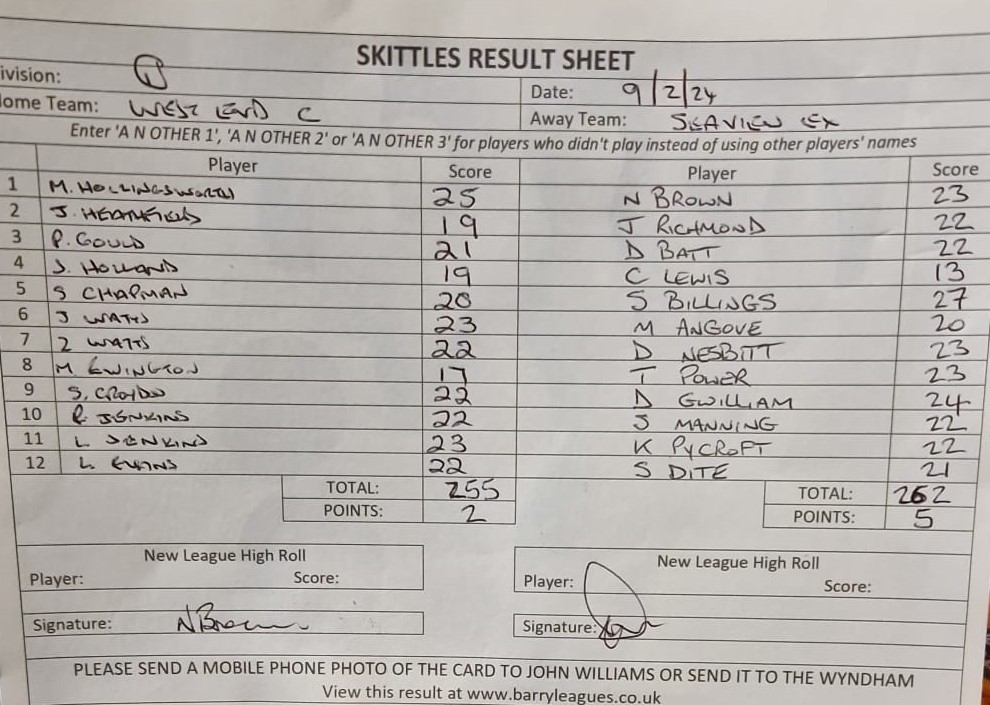 SKITTLES RESULT SHEET
ivision: 1 Date: 9/2/24
ome Team: WEST END C Away Team: SEAVIEW EX
Enter 'A N OTHER 1', 'A N OTHER 2' or 'A N OTHER 3' for players who didn't play instead of using other players' names
Player Score Player Score
1 M. HOLLINGSWORTH 25 N BROWN 23
2 J. HEATHFIELD 19 J RICHMOND 22
3 P. GOULD 21 D BATT 22
4 J. HOLLAND 19 C LEWIS 13
5 S CHAPMAN 20 S BILLINGS 27
6 J WATTS 23 M ANGOVE 20
7 Z WATTS 22 D NESBITT 23
8 M EWINGTON 17 T POWER 23
9 S. CROYDON 22 D GWILLIAM 24
10 R JENKINS 22 J MANNING 22
11 L JENKINS 23 K PYCROFT 22
12 L EVANS 22 S DITE 21
TOTAL: 255 TOTAL: 262
POINTS: 2 POINTS: 5
New League High Roll New League High Roll
Player: Score: Player: Score:
Signature: NBrown Signature:
PLEASE SEND A MOBILE PHONE PHOTO OF THE CARD TO JOHN WILLIAMS OR SEND IT TO THE WYNDHAM
View this result at www.barryleagues.co.uk